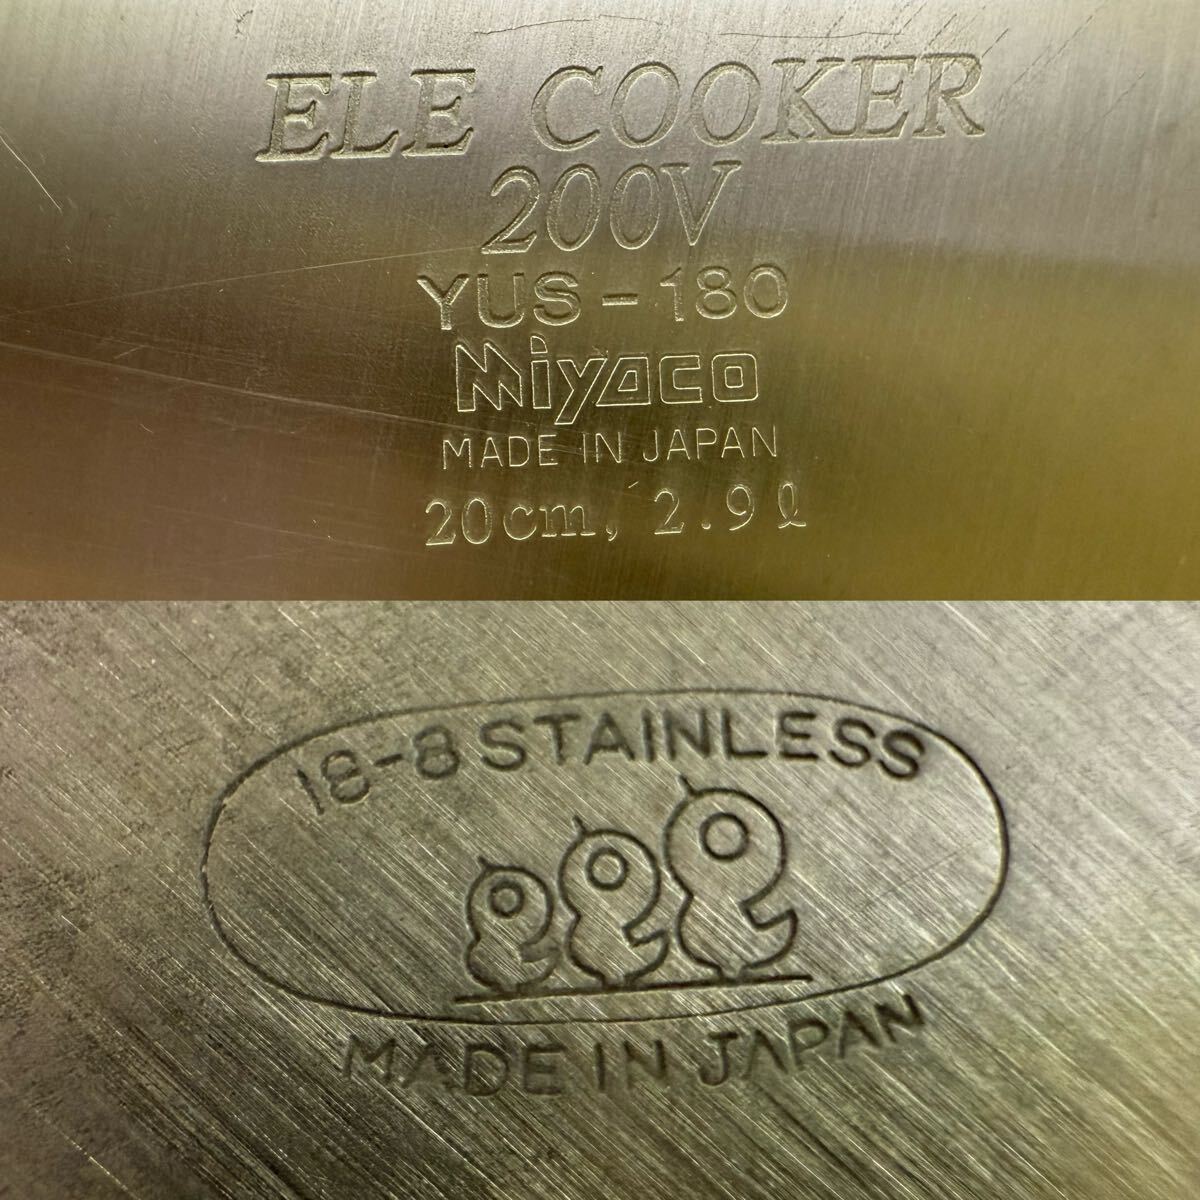 ELE COOKER
200V
YUS-180
Miyaco
MADE IN JAPAN
20cm, 2.9ℓ
18-8 STAINLESS
MADE IN JAPAN